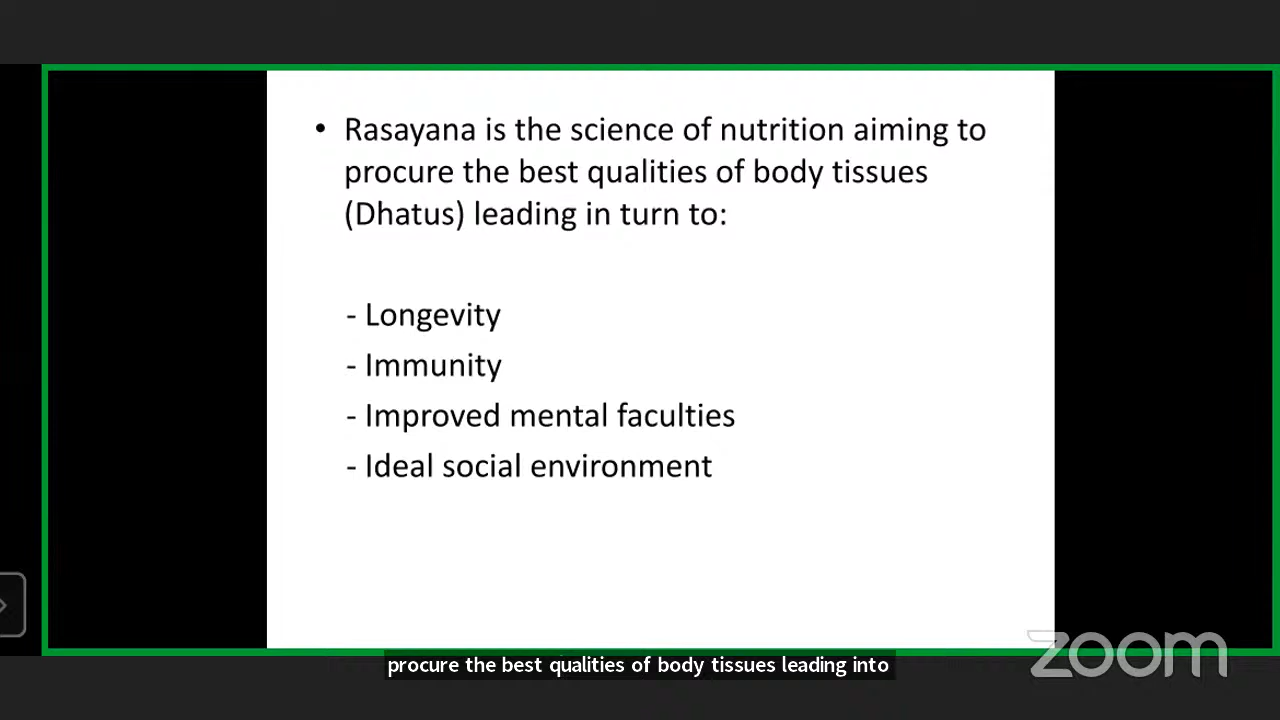 • Rasayana is the science of nutrition aiming to
procure the best qualities of body tissues
(Dhatus) leading in turn to:
- Longevity
- Immunity
- Improved mental faculties
- Ideal social environment
zoom
procure the best qualities of body tissues leading into